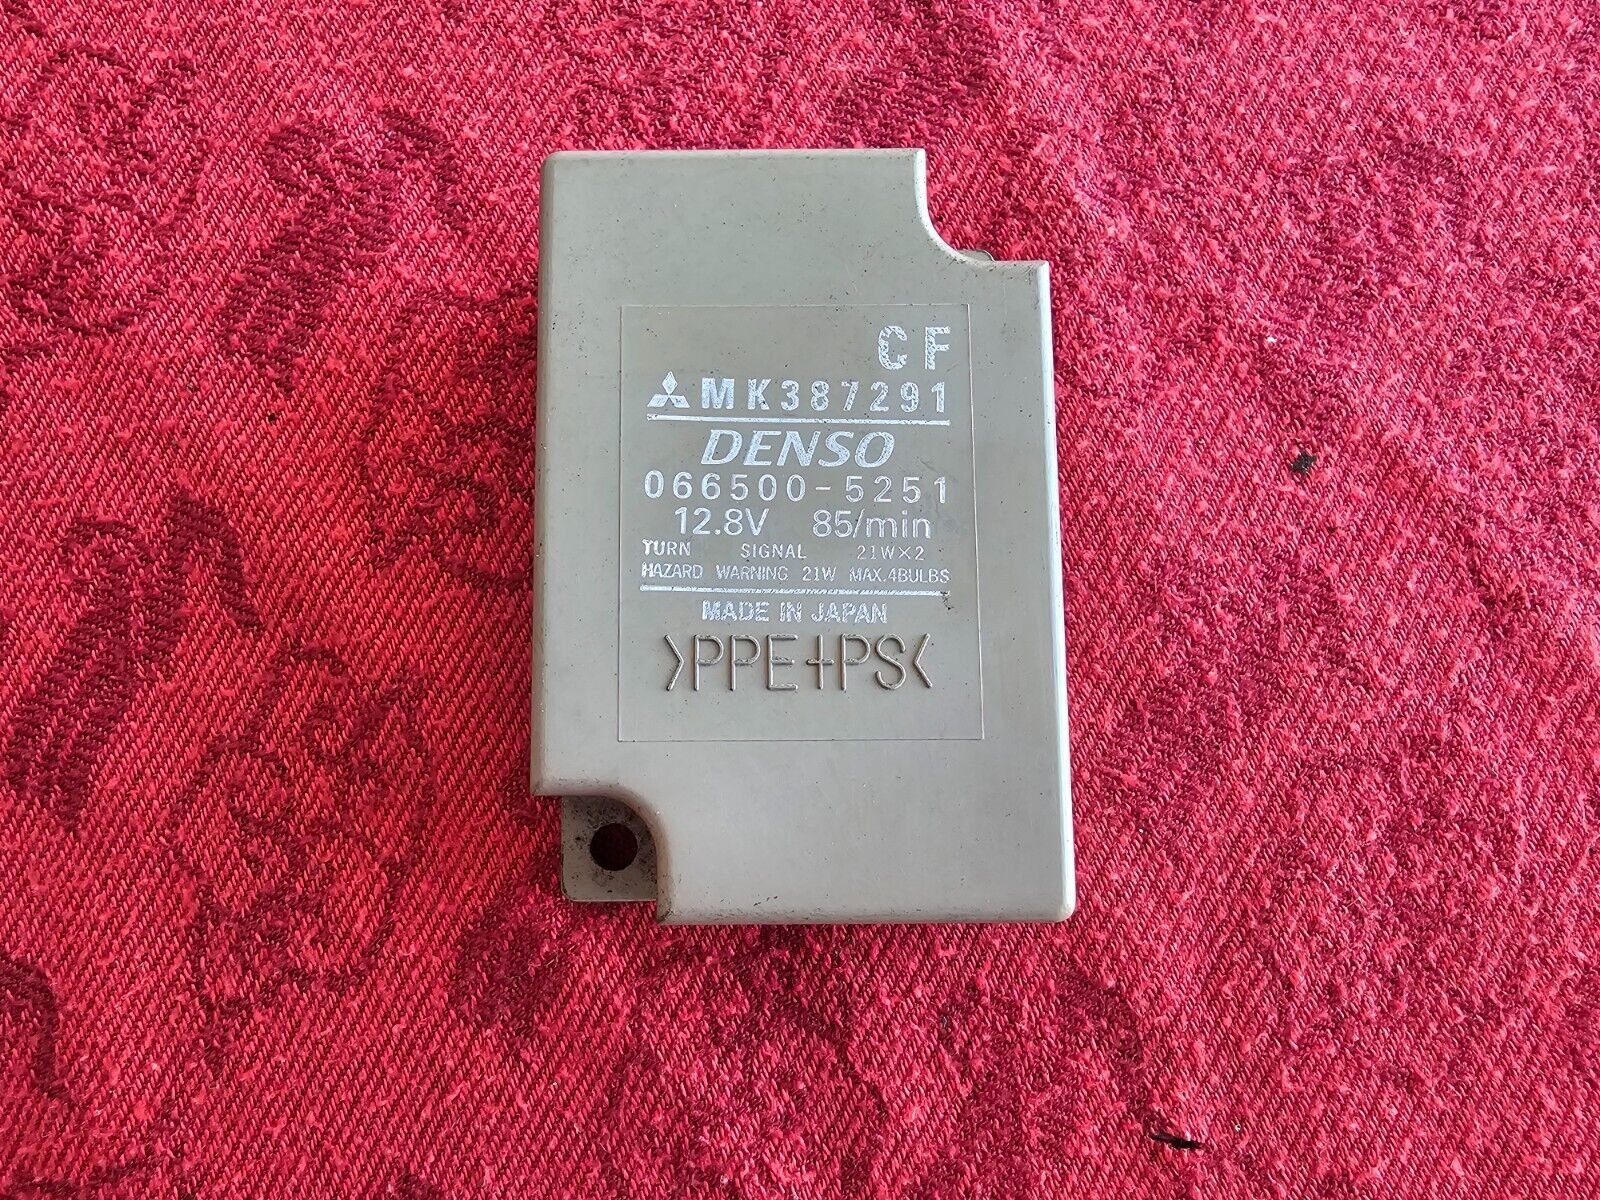 CF
MK387291
DENSO
066500-5251
12.8V 85/min
TURN SIGNAL 21W×2
HAZARD WARNING 21W MAX.4BULBS
MADE IN JAPAN
>PPE+PS<